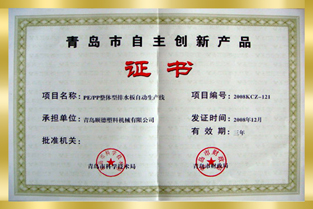 青岛市自主创新产品
证书
项目名称：PE/PP整体型排水板自动生产线 项目编号：2008KCZ-121
承担单位：青岛顺德塑料机械有限公司 发证时间：2008年12月
批准机关： 有效期：三年
青岛市科学技术局 青岛市财政局